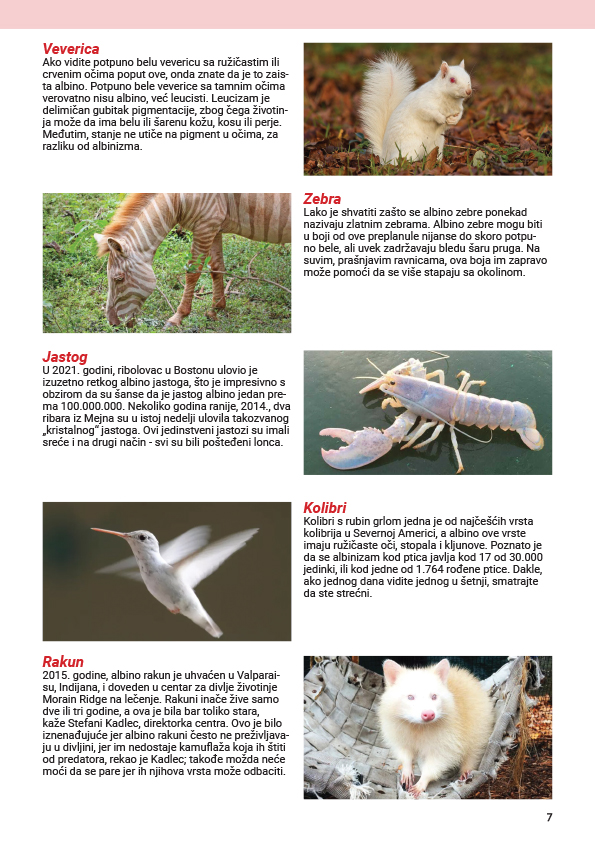 Veverica
Ako vidite potpuno belu vevericu sa ružičastim ili
crvenim očima poput ove, onda znate da je to zais-
ta albino. Potpuno bele veverice sa tamnim očima
verovatno nisu albino, već leucisti. Leucizam je
delimičan gubitak pigmentacije, zbog čega životin-
ja može da ima belu ili šarenu kožu, kosu ili perje.
Međutim, stanje ne utiče na pigment u očima, za
razliku od albinizma.
Zebra
Lako je shvatiti zašto se albino zebre ponekad
nazivaju zlatnim zebrama. Albino zebre mogu biti
u boji od ove preplanule nijanse do skoro potpu-
no bele, ali uvek zadržavaju bledu šaru pruga. Na
suvim, prašnjavim ravnicama, ova boja im zapravo
može pomoći da se više stapaju sa okolinom.
Jastog
U 2021. godini, ribolovac u Bostonu ulovio je
izuzetno retkog albino jastoga, što je impresivno s
obzirom da su šanse da je jastog albino jedan pre-
ma 100.000.000. Nekoliko godina ranije, 2014., dva
ribara iz Mejna su u istoj nedelji ulovila takozvanog
„kristalnog“ jastoga. Ovi jedinstveni jastozi su imali
sreće i na drugi način - svi su bili pošteđeni lonca.
Kolibri
Kolibri s rubin grlom jedna je od najčešćih vrsta
kolibrija u Severnoj Americi, a albino ove vrste
imaju ružičaste oči, stopala i kljunove. Poznato je
da se albinizam kod ptica javlja kod 17 od 30.000
jedinki, ili kod jedne od 1.764 rođene ptice. Dakle,
ako jednog dana vidite jednog u šetnji, smatrajte
da ste strećni.
Rakun
2015. godine, albino rakun je uhvaćen u Valparai-
su, Indijana, i doveden u centar za divlje životinje
Morain Ridge na lečenje. Rakuni inače žive samo
dve ili tri godine, a ova je bila bar toliko stara,
kaže Stefani Kadlec, direktorka centra. Ovo je bilo
iznenađujuće jer albino rakuni često ne preživljava-
ju u divljini, jer im nedostaje kamuflaža koja ih štiti
od predatora, rekao je Kadlec; takođe možda neće
moći da se pare jer ih njihova vrsta može odbaciti.
7